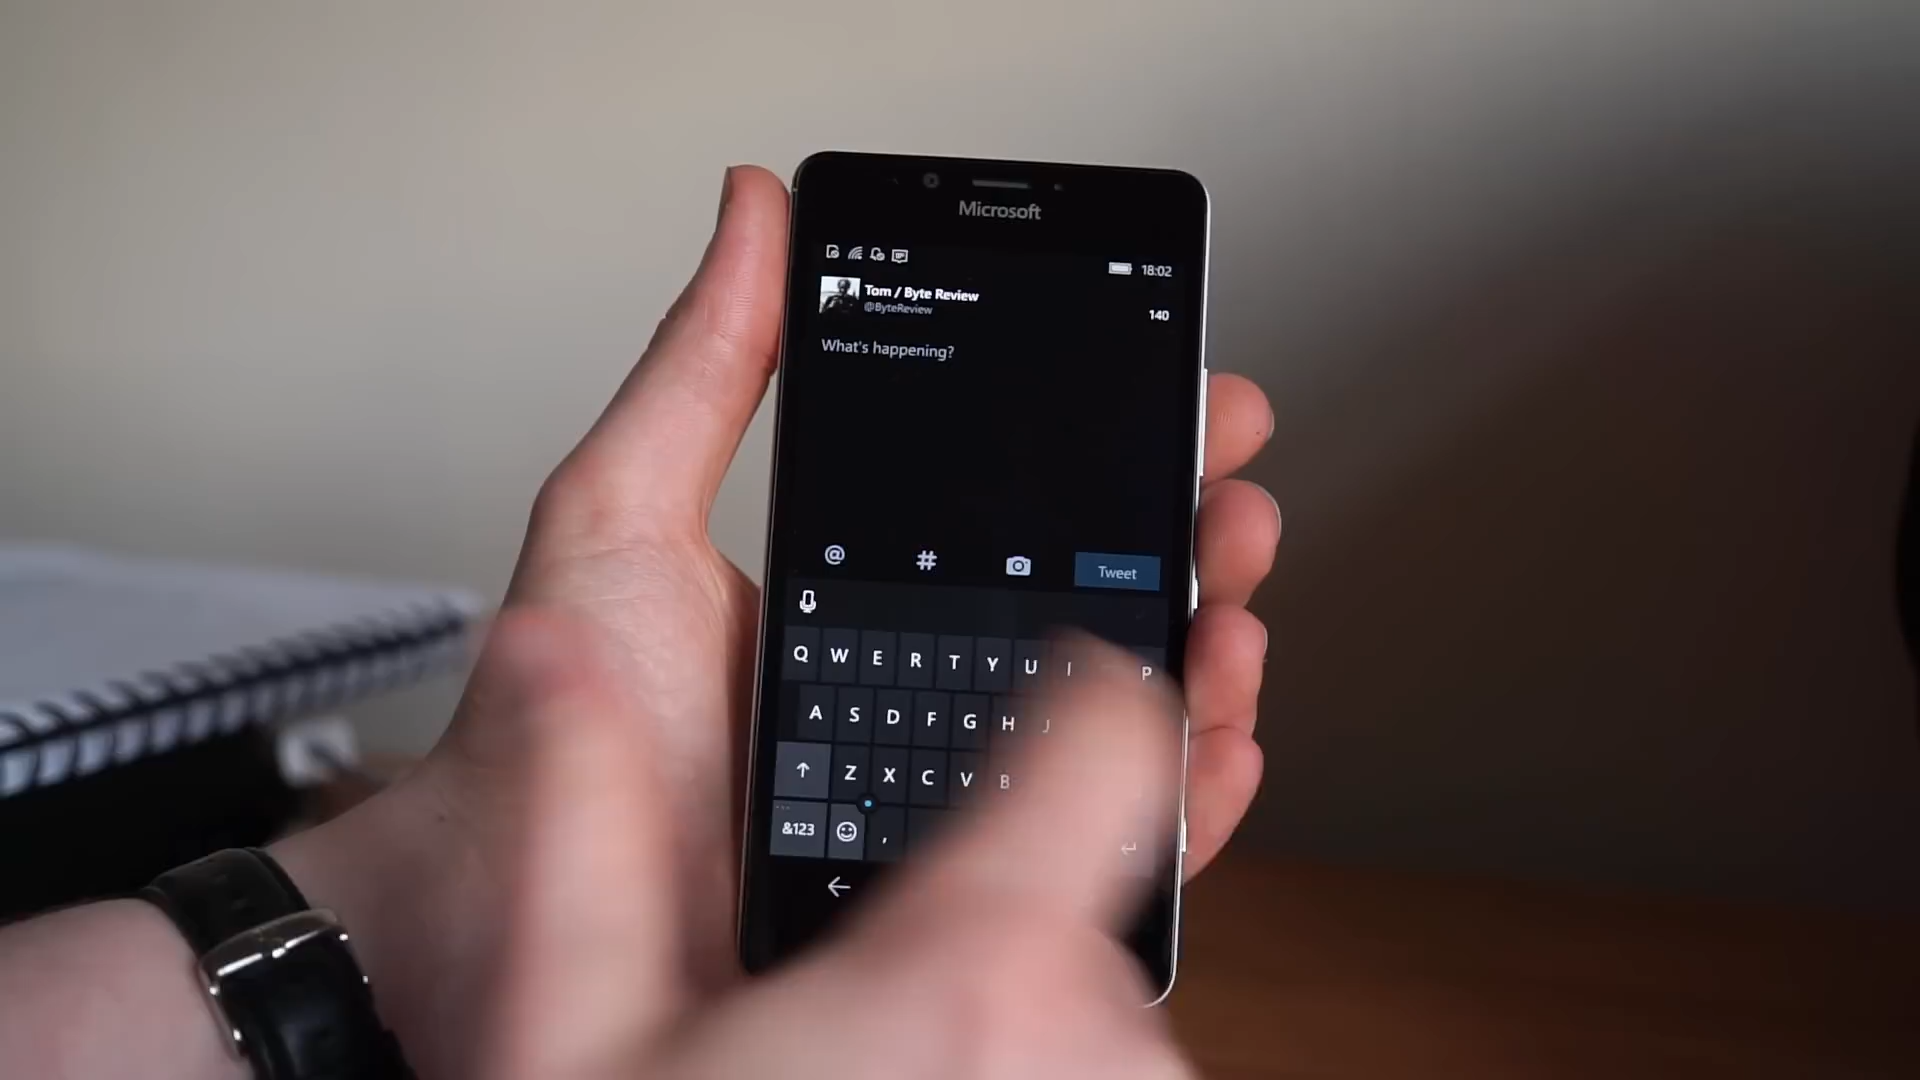 Microsoft
18:02
Tom / Byte Review
@ByteReview
140
What's happening?
@ # Tweet
Q W E R T Y U I P
A S D F G H J
Z X C V B
&123 ,